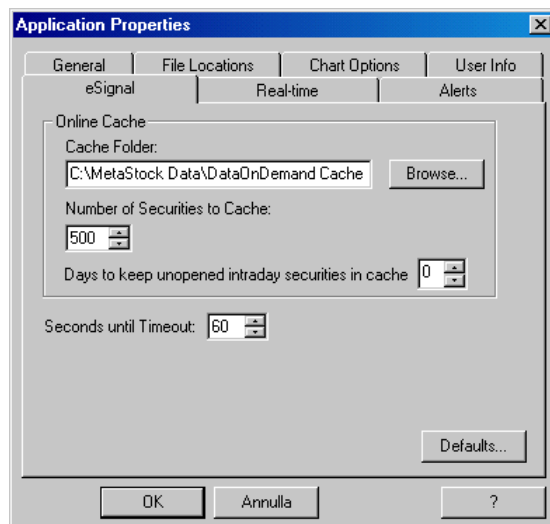 Application Properties
General File Locations Chart Options User Info
eSignal Real-time Alerts
Online Cache
Cache Folder:
C:\MetaStock Data\DataOnDemand Cache Browse...
Number of Securities to Cache:
500
Days to keep unopened intraday securities in cache 0
Seconds until Timeout: 60
Defaults...
OK Annulla ?